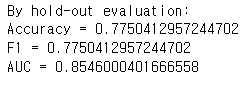 By hold-out evaluation:
Accuracy = 0.7750412957244702
F1 = 0.7750412957244702
AUC = 0.8546000401666558